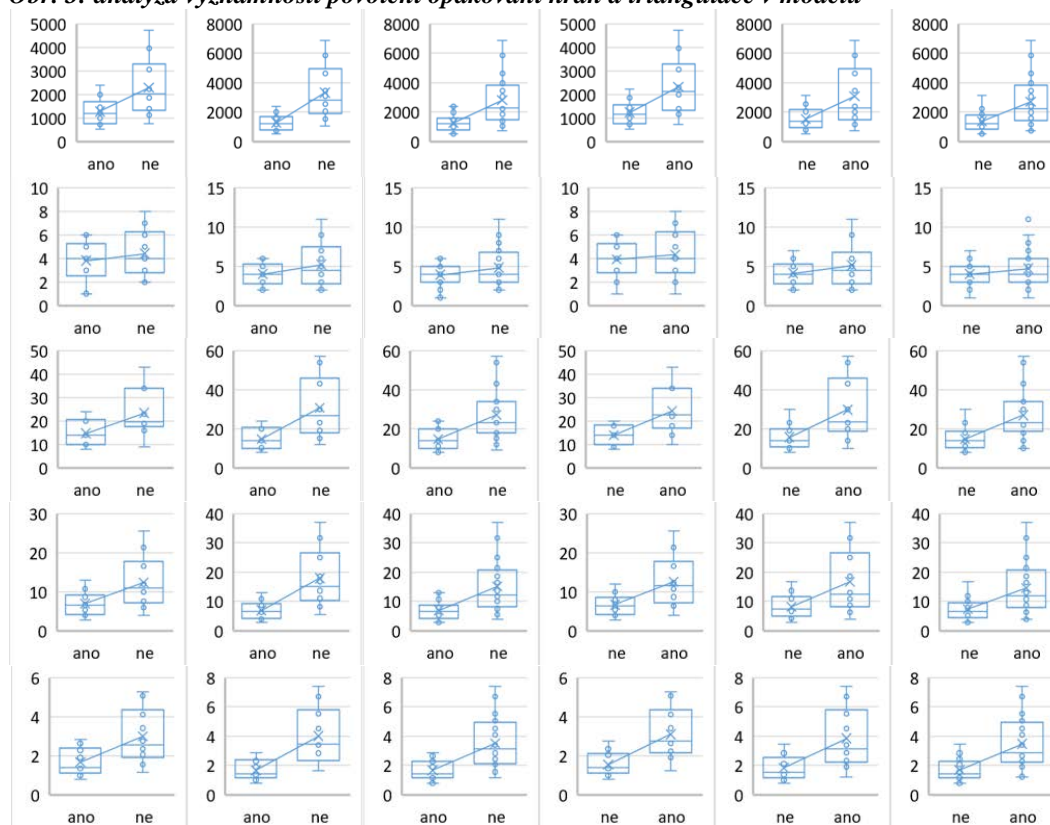 Obr. analýza významnosti povolení opakování hran a triangulace v modelu
5000 4000 3000 2000 1000 0
ano ne
8000 6000 4000 2000 0
ano ne
8000 6000 4000 2000 0
ano ne
5000 4000 3000 2000 1000 0
ne ano
8000 6000 4000 2000 0
ne ano
8000 6000 4000 2000 0
ne ano
10 8 6 4 2 0
ano ne
15 10 5 0
ano ne
15 10 5 0
ano ne
10 8 6 4 2 0
ne ano
15 10 5 0
ne ano
15 10 5 0
ne ano
50 40 30 20 10 0
ano ne
60 40 20 0
ano ne
60 40 20 0
ano ne
50 40 30 20 10 0
ne ano
60 40 20 0
ne ano
60 40 20 0
ne ano
30 20 10 0
ano ne
40 30 20 10 0
ano ne
40 30 20 10 0
ano ne
30 20 10 0
ne ano
40 30 20 10 0
ne ano
40 30 20 10 0
ne ano
6 4 2 0
ano ne
8 6 4 2 0
ano ne
8 6 4 2 0
ano ne
6 4 2 0
ne ano
8 6 4 2 0
ne ano
8 6 4 2 0
ne ano